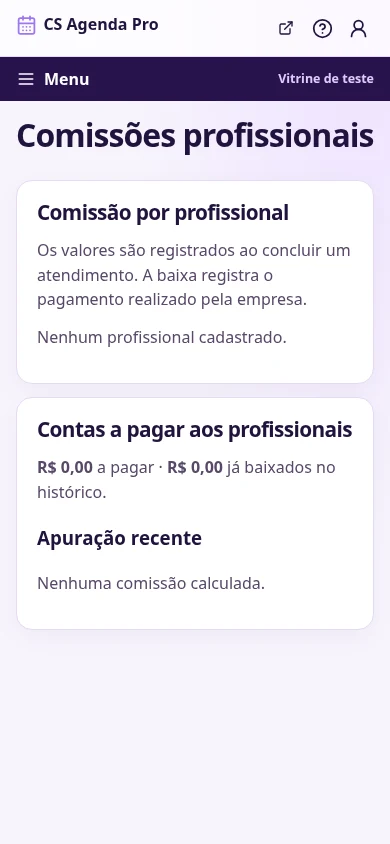 CS Agenda Pro
Menu
Vitrine de teste
Comissões profissionais
Comissão por profissional
Os valores são registrados ao concluir um
atendimento. A baixa registra o
pagamento realizado pela empresa.
Nenhum profissional cadastrado.
Contas a pagar aos profissionais
R$ 0,00 a pagar · R$ 0,00 já baixados no
histórico.
Apuração recente
Nenhuma comissão calculada.